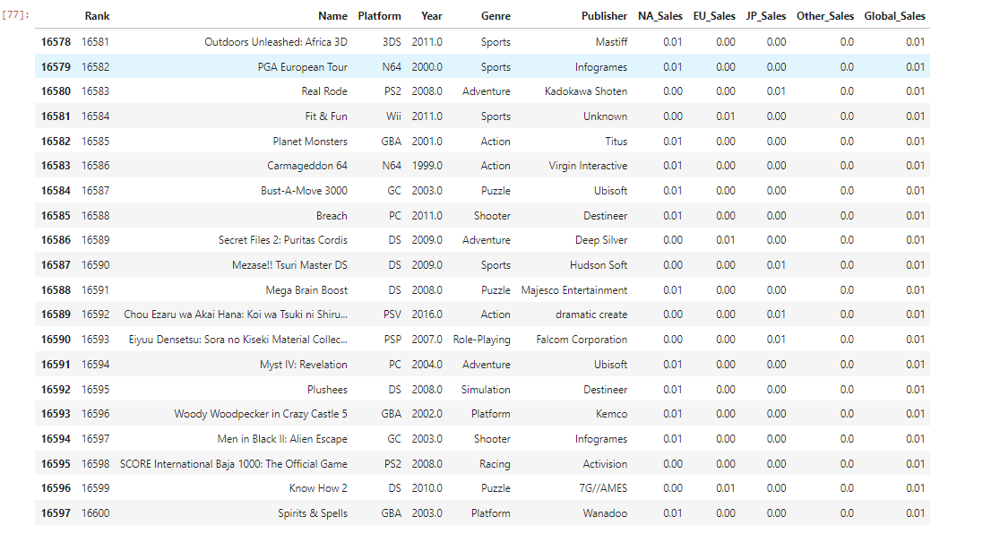 [77]: Rank Name Platform Year Genre Publisher NA_Sales EU_Sales JP_Sales Other_Sales Global_Sales
16578 16581 Outdoors Unleashed: Africa 3D 3DS 2011.0 Sports Mastiff 0.01 0.00 0.00 0.0 0.01
16579 16582 PGA European Tour N64 2000.0 Sports Infogrames 0.01 0.00 0.00 0.0 0.01
16580 16583 Real Rode PS2 2008.0 Adventure Kadokawa Shoten 0.00 0.00 0.01 0.0 0.01
16581 16584 Fit & Fun Wii 2011.0 Sports Unknown 0.00 0.01 0.00 0.0 0.01
16582 16585 Planet Monsters GBA 2001.0 Action Titus 0.01 0.00 0.00 0.0 0.01
16583 16586 Carmageddon 64 N64 1999.0 Action Virgin Interactive 0.01 0.00 0.00 0.0 0.01
16584 16587 Bust-A-Move 3000 GC 2003.0 Puzzle Ubisoft 0.01 0.00 0.00 0.0 0.01
16585 16588 Breach PC 2011.0 Shooter Destineer 0.01 0.00 0.00 0.0 0.01
16586 16589 Secret Files 2: Puritas Cordis DS 2009.0 Adventure Deep Silver 0.00 0.01 0.00 0.0 0.01
16587 16590 Mezase!! Tsuri Master DS DS 2009.0 Sports Hudson Soft 0.00 0.00 0.01 0.0 0.01
16588 16591 Mega Brain Boost DS 2008.0 Puzzle Majesco Entertainment 0.01 0.00 0.00 0.0 0.01
16589 16592 Chou Ezaru wa Akai Hana: Koi wa Tsuki ni Shiru... PSV 2016.0 Action dramatic create 0.00 0.00 0.01 0.0 0.01
16590 16593 Eiyuu Densetsu: Sora no Kiseki Material Collec... PSP 2007.0 Role-Playing Falcom Corporation 0.00 0.00 0.01 0.0 0.01
16591 16594 Myst IV: Revelation PC 2004.0 Adventure Ubisoft 0.01 0.00 0.00 0.0 0.01
16592 16595 Plushees DS 2008.0 Simulation Destineer 0.01 0.00 0.00 0.0 0.01
16593 16596 Woody Woodpecker in Crazy Castle 5 GBA 2002.0 Platform Kemco 0.01 0.00 0.00 0.0 0.01
16594 16597 Men in Black II: Alien Escape GC 2003.0 Shooter Infogrames 0.01 0.00 0.00 0.0 0.01
16595 16598 SCORE International Baja 1000: The Official Game PS2 2008.0 Racing Activision 0.00 0.00 0.00 0.0 0.01
16596 16599 Know How 2 DS 2010.0 Puzzle 7G//AMES 0.00 0.01 0.00 0.0 0.01
16597 16600 Spirits & Spells GBA 2003.0 Platform Wanadoo 0.01 0.00 0.00 0.0 0.01